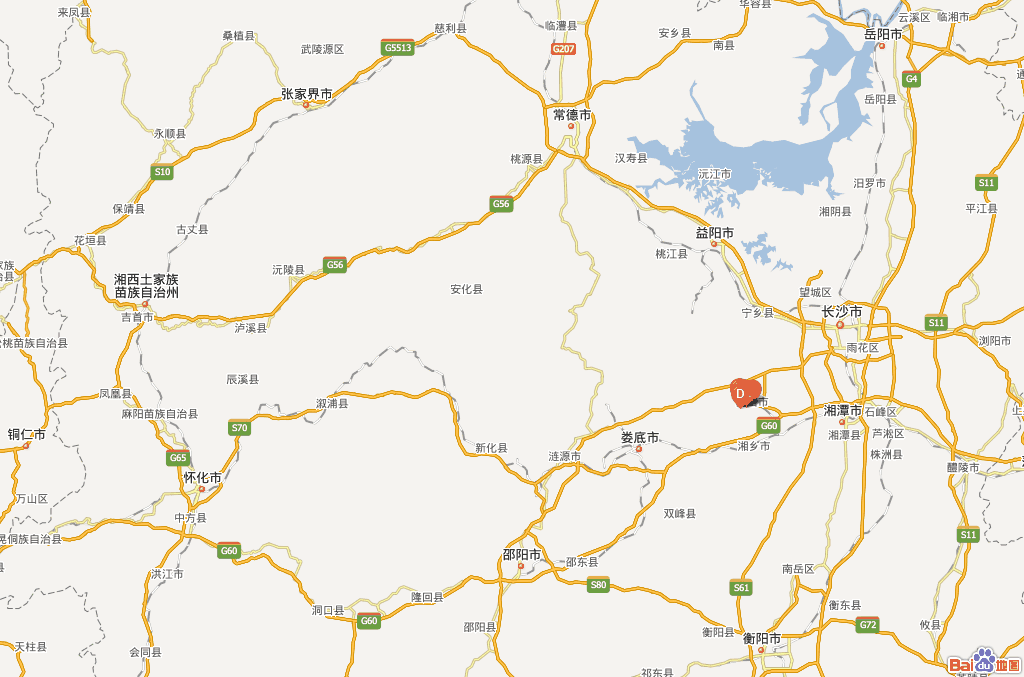 来凤县
桑植县
武陵源区
G5513
慈利县
临澧县
G207
安乡县
南县
华容县
岳阳市
云溪区
临湘市
G4
岳阳县
张家界市
常德市
永顺县
S10
桃源县
汉寿县
沅江市
汨罗市
S11
平江县
湘阴县
保靖县
G56
花垣县
古丈县
益阳市
桃江县
沅陵县
G56
安化县
湘西土家族
苗族自治州
吉首市
泸溪县
望城区
宁乡县
长沙市
S11
浏阳市
雨花区
桃苗族自治县
辰溪县
凤凰县
麻阳苗族自治县
溆浦县
D
市
湘潭市
石峰区
G60
湘潭县
芦淞区
株洲县
湘乡市
醴陵市
铜仁市
S70
G65
怀化市
新化县
涟源市
娄底市
万山区
中方县
双峰县
晃侗族自治县
G60
邵阳市
邵东县
S11
洪江市
S80
S61
南岳区
洞口县
G60
隆回县
衡东县
G72
攸县
邵阳县
衡阳县
衡阳市
天柱县
会同县
祁东县
Bai du 地图